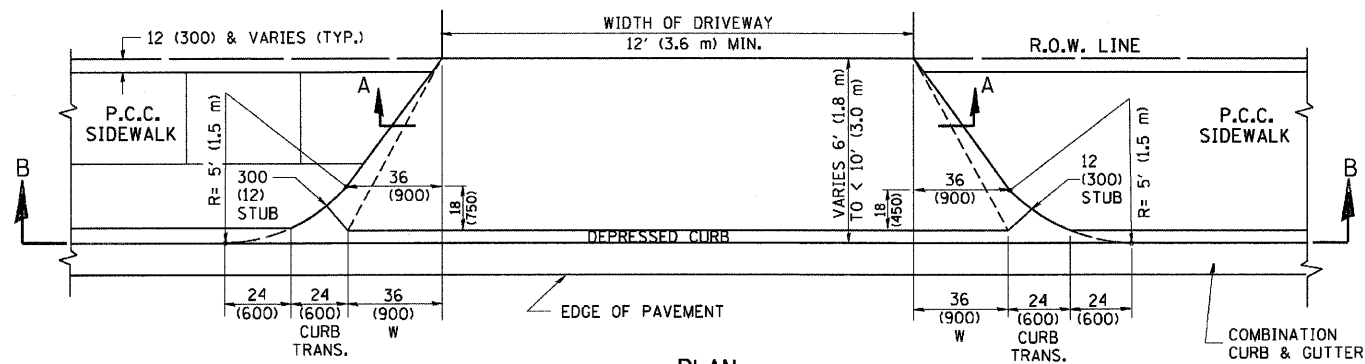 WIDTH OF DRIVEWAY
12' (3.6 m) MIN.
12 (300) & VARIES (TYP.)
R.O.W. LINE
A
A
P.C.C.
SIDEWALK
P.C.C.
SIDEWALK
R= 5' (1.5 m)
VARIES 6' (1.8 m)
TO < 10' (3.0 m)
R= 5' (1.5 m)
B
B
300
(12)
STUB
36
(900)
18
(750)
36
(900)
18
(450)
12
(300)
STUB
DEPRESSED CURB
24
(600)
24
(600)
CURB
TRANS.
36
(900)
W
EDGE OF PAVEMENT
36
(900)
W
24
(600)
CURB
TRANS.
24
(600)
COMBINATION
CURB & GUTTER
PLAN